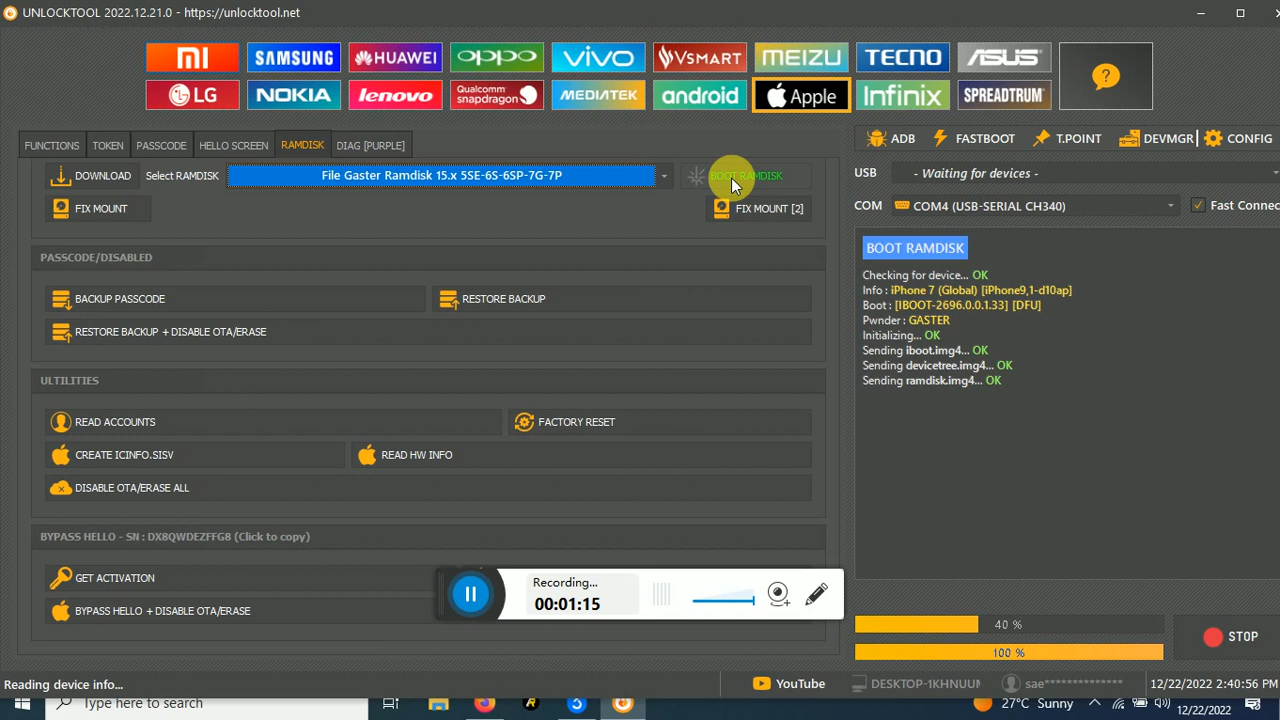 UNLOCKTOOL 2022.12.21.0 - https://unlocktool.net
mi SAMSUNG HUAWEI oppo vivo VSMART MEIZU TECNO ASUS ?
LG NOKIA lenovo Qualcomm snapdragon MEDIATEK android Apple Infinix SPREADTRUM
FUNCTIONS TOKEN PASSCODE HELLO SCREEN RAMDISK DIAG [PURPLE]
DOWNLOAD Select RAMDISK File Gaster Ramdisk 15.x 5SE-6S-6SP-7G-7P BOOT RAMDISK
FIX MOUNT FIX MOUNT [2]
PASSCODE/DISABLED
BACKUP PASSCODE RESTORE BACKUP
RESTORE BACKUP + DISABLE OTA/ERASE
ULTILITIES
READ ACCOUNTS FACTORY RESET
CREATE ICINFO.SISV READ HW INFO
DISABLE OTA/ERASE ALL
BYPASS HELLO - SN : DX8QWDEZFFG8 (Click to copy)
GET ACTIVATION
BYPASS HELLO + DISABLE OTA/ERASE
Recording...
00:01:15
ADB FASTBOOT T.POINT DEVMGR CONFIG
USB - Waiting for devices -
COM COM4 (USB-SERIAL CH340) Fast Connec
BOOT RAMDISK
Checking for device... OK
Info : iPhone 7 (Global) [iPhone9,1-d10ap]
Boot : [IBOOT-2696.0.0.1.33] [DFU]
Pwnder : GASTER
Initializing... OK
Sending iboot.img4... OK
Sending devicetree.img4... OK
Sending ramdisk.img4... OK
40 %
100 %
STOP
Reading device info... YouTube DESKTOP-1KHNUUM sae************** 12/22/2022 2:40:56 PM
Type here to search 27°C Sunny 12/22/2022